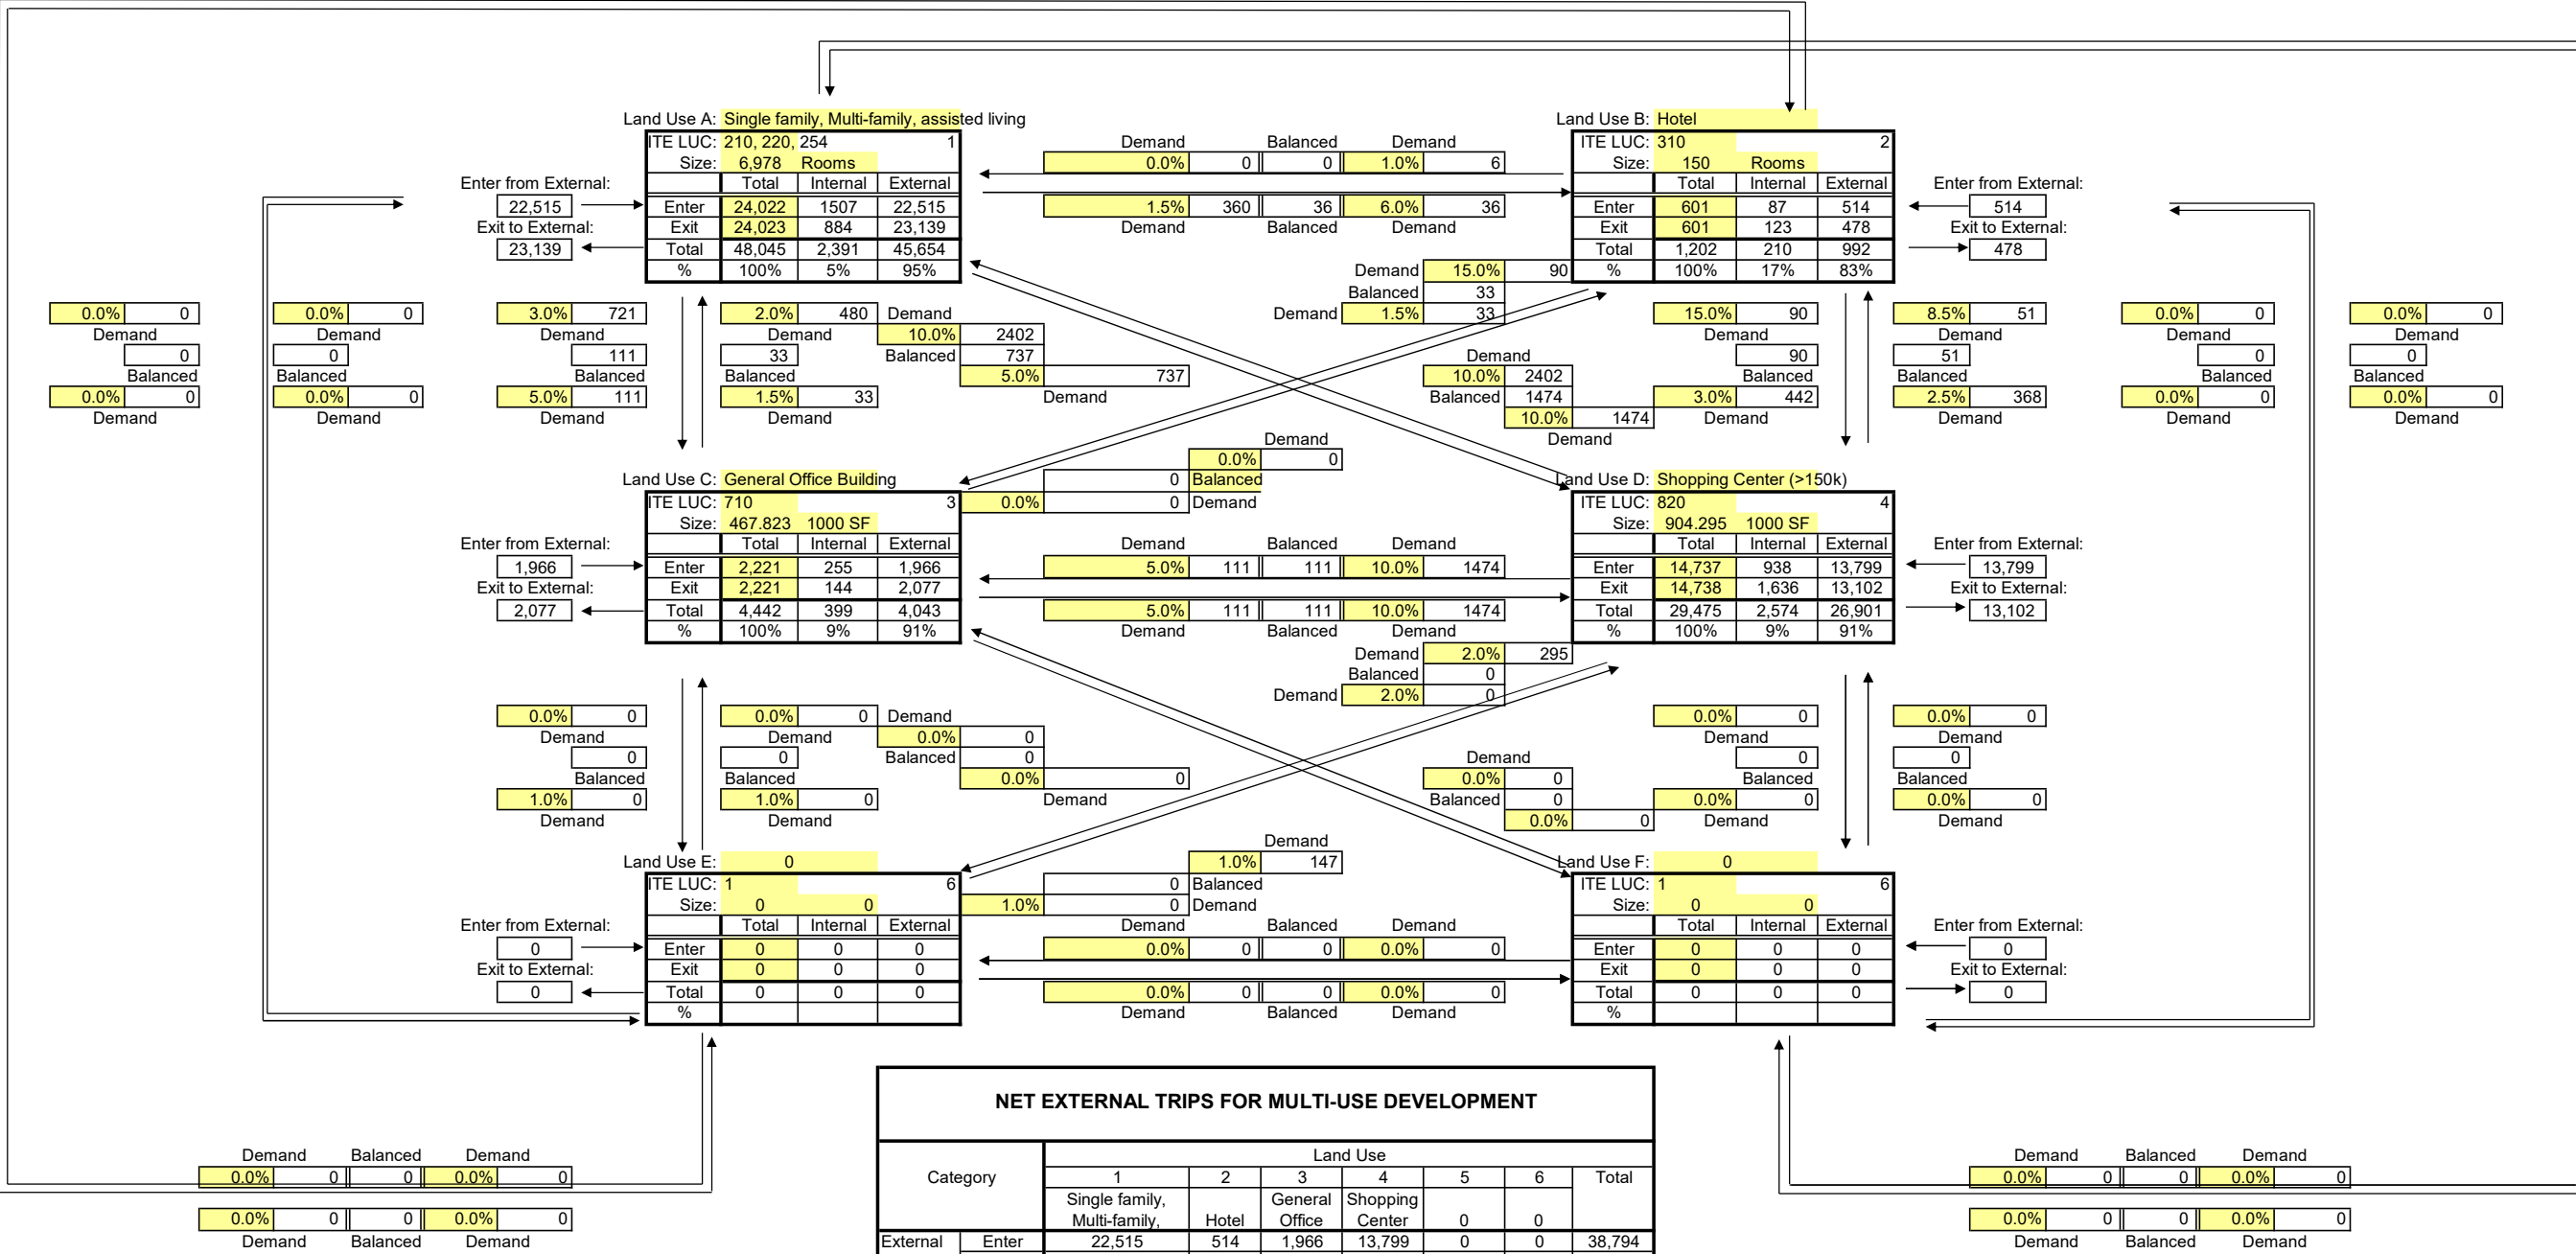 Land Use A: Single family, Multi-family, assisted living Land Use B: Hotel
ITE LUC: 210, 220, 254 1 Demand Balanced Demand ITE LUC: 310 2
Size: 6,978 Rooms 0.0% 0 0 1.0% 6 Size: 150 Rooms
Enter from External: Total Internal External Total Internal External Enter from External:
22,515 Enter 24,022 1507 22,515 1.5% 360 36 6.0% 36 Enter 601 87 514 514
Exit to External: Exit 24,023 884 23,139 Demand Balanced Demand Exit 601 123 478 Exit to External:
23,139 Total 48,045 2,391 45,654 Total 1,202 210 992 478
% 100% 5% 95% Demand 15.0% 90 % 100% 17% 83%
Balanced 33
0.0% 0 0.0% 0 3.0% 721 2.0% 480 Demand Demand 1.5% 33 15.0% 90 8.5% 51 0.0% 0 0.0% 0
Demand Demand Demand Demand 10.0% 2402 Demand Demand Demand Demand
0 0 111 33 Balanced 737 Demand 90 51 0 0
Balanced Balanced Balanced Balanced 5.0% 737 10.0% 2402 Balanced Balanced Balanced Balanced
0.0% 0 0.0% 0 5.0% 111 1.5% 33 Demand Balanced 1474 3.0% 442 2.5% 368 0.0% 0 0.0% 0
Demand Demand Demand Demand 10.0% 1474 Demand Demand Demand Demand
Demand Demand
0.0% 0
Land Use C: General Office Building 0 Balanced Land Use D: Shopping Center (>150k)
ITE LUC: 710 3 0.0% 0 Demand ITE LUC: 820 4
Size: 467.823 1000 SF Size: 904.295 1000 SF
Enter from External: Total Internal External Demand Balanced Demand Total Internal External Enter from External:
1,966 Enter 2,221 255 1,966 5.0% 111 111 10.0% 1474 Enter 14,737 938 13,799 13,799
Exit to External: Exit 2,221 144 2,077 Exit 14,738 1,636 13,102 Exit to External:
2,077 Total 4,442 399 4,043 5.0% 111 111 10.0% 1474 Total 29,475 2,574 26,901 13,102
% 100% 9% 91% Demand Balanced Demand % 100% 9% 91%
Demand 2.0% 295
Balanced 0
Demand 2.0% 0
0.0% 0 0.0% 0 Demand 0.0% 0 0.0% 0
Demand Demand 0.0% 0 Demand Demand
0 0 Balanced 0 Demand 0 0
Balanced Balanced 0.0% 0 0.0% 0 Balanced Balanced
1.0% 0 1.0% 0 Demand Balanced 0 0.0% 0 0.0% 0
Demand Demand 0.0% 0 Demand Demand
Demand
Land Use E: 0 1.0% 147 Land Use F: 0
ITE LUC: 1 6 0 Balanced ITE LUC: 1 6
Size: 0 0 1.0% 0 Demand Size: 0 0
Enter from External: Total Internal External Demand Balanced Demand Total Internal External Enter from External:
0 Enter 0 0 0 0.0% 0 0 0.0% 0 Enter 0 0 0 0
Exit to External: Exit 0 0 0 Exit 0 0 0 Exit to External:
0 Total 0 0 0 0.0% 0 0 0.0% 0 Total 0 0 0 0
% Demand Balanced Demand %
NET EXTERNAL TRIPS FOR MULTI-USE DEVELOPMENT
Demand Balanced Demand Land Use Demand Balanced Demand
0.0% 0 0 0.0% 0 Category 1 2 3 4 5 6 Total 0.0% 0 0 0.0% 0
Single family, General Shopping
0.0% 0 0 0.0% 0 Multi-family, Hotel Office Center 0 0 0.0% 0 0 0.0% 0
Demand Balanced Demand External Enter 22,515 514 1,966 13,799 0 0 38,794 Demand Balanced Demand